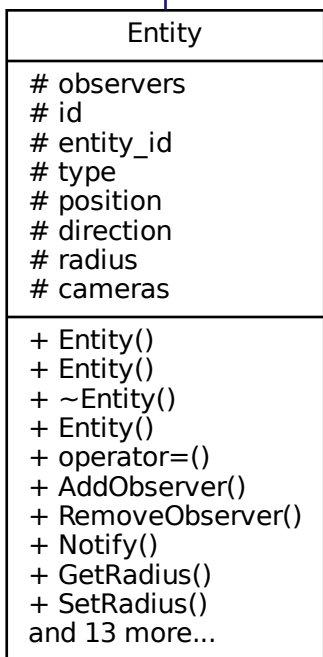 Entity
# observers
# id
# entity_id
# type
# position
# direction
# radius
# cameras
+ Entity()
+ Entity()
+ ~Entity()
+ Entity()
+ operator=()
+ AddObserver()
+ RemoveObserver()
+ Notify()
+ GetRadius()
+ SetRadius()
and 13 more...